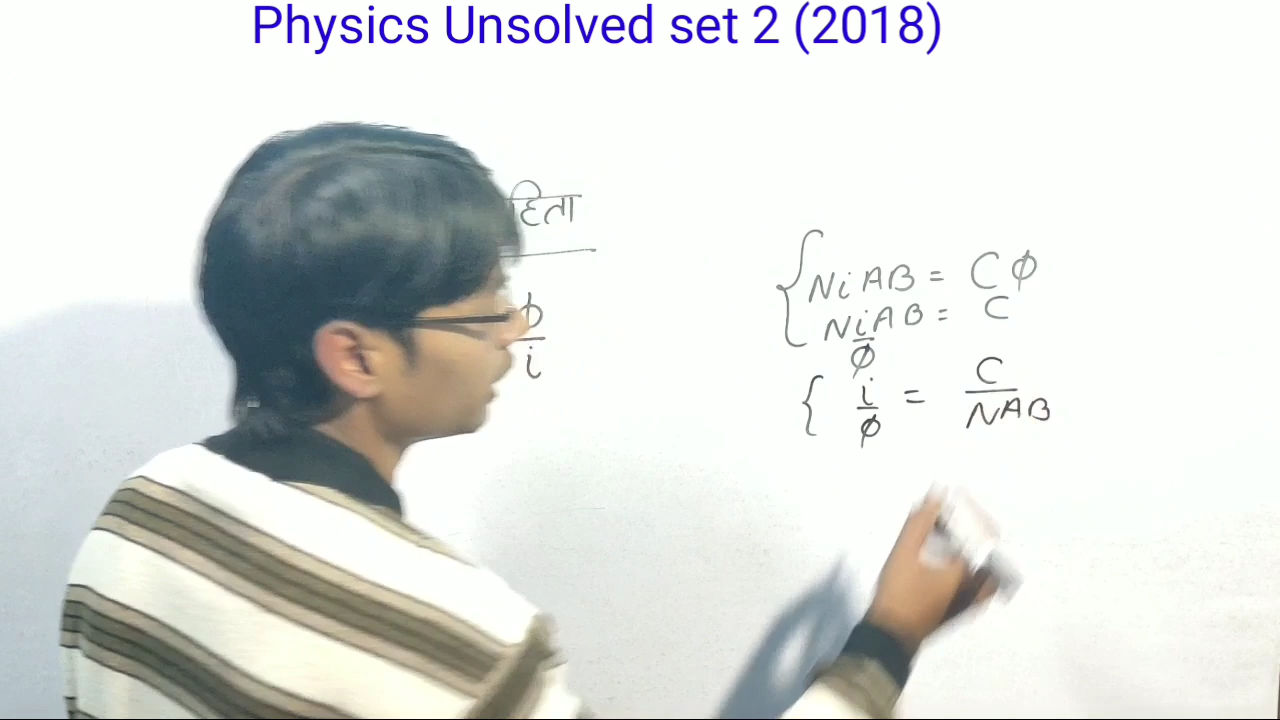 Physics Unsolved set 2 (2018)
हिता
ϕ
i
NiAB = Cϕ
NiAB = C
ϕ
i = C
ϕ NAB